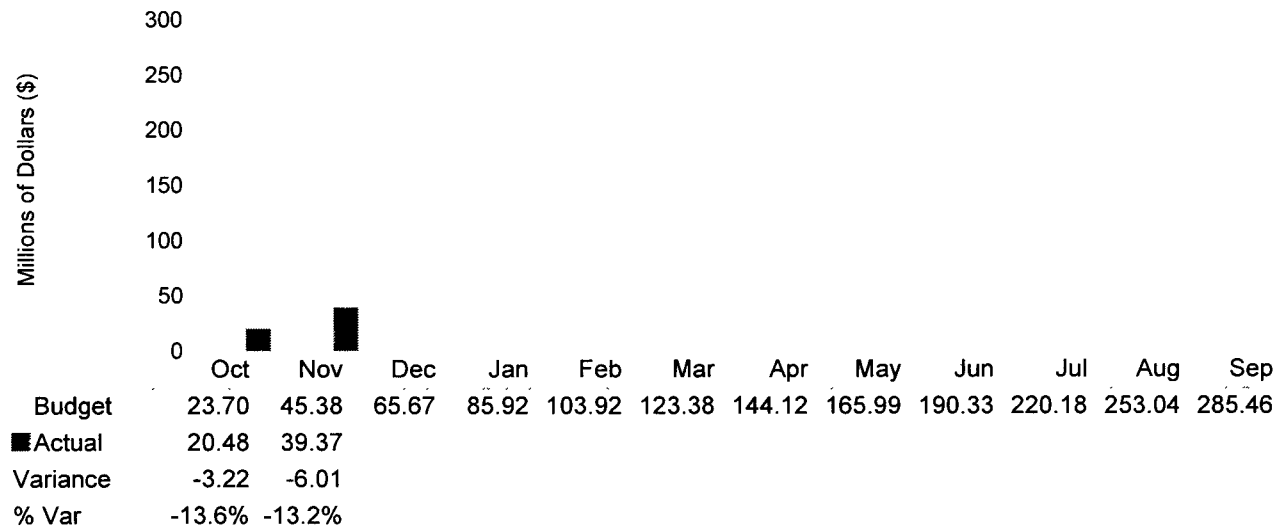 300
250
200
150
100
50
0
Millions of Dollars ($)
Oct Nov Dec Jan Feb Mar Apr May Jun Jul Aug Sep
Budget 23.70 45.38 65.67 85.92 103.92 123.38 144.12 165.99 190.33 220.18 253.04 285.46
Actual 20.48 39.37
Variance -3.22 -6.01
% Var -13.6% -13.2%